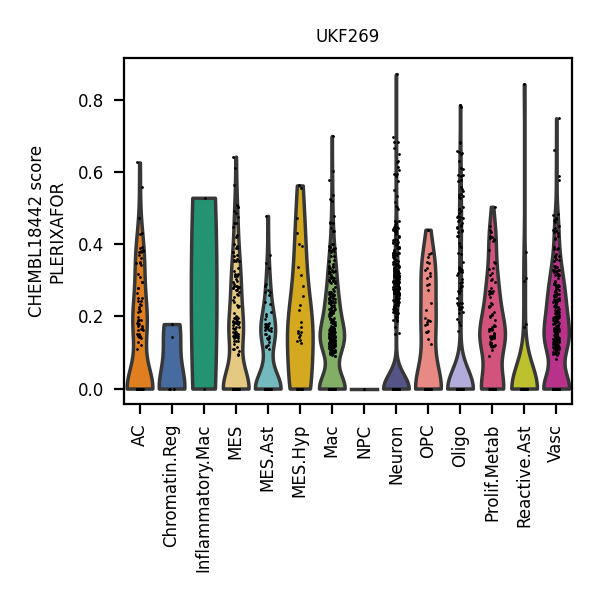 UKF269
CHEMBL18442 score
PLERIXAFOR
0.8
0.6
0.4
0.2
0.0
AC
Chromatin.Reg
Inflammatory.Mac
MES
MES.Ast
MES.Hyp
Mac
NPC
Neuron
OPC
Oligo
Prolif.Metab
Reactive.Ast
Vasc